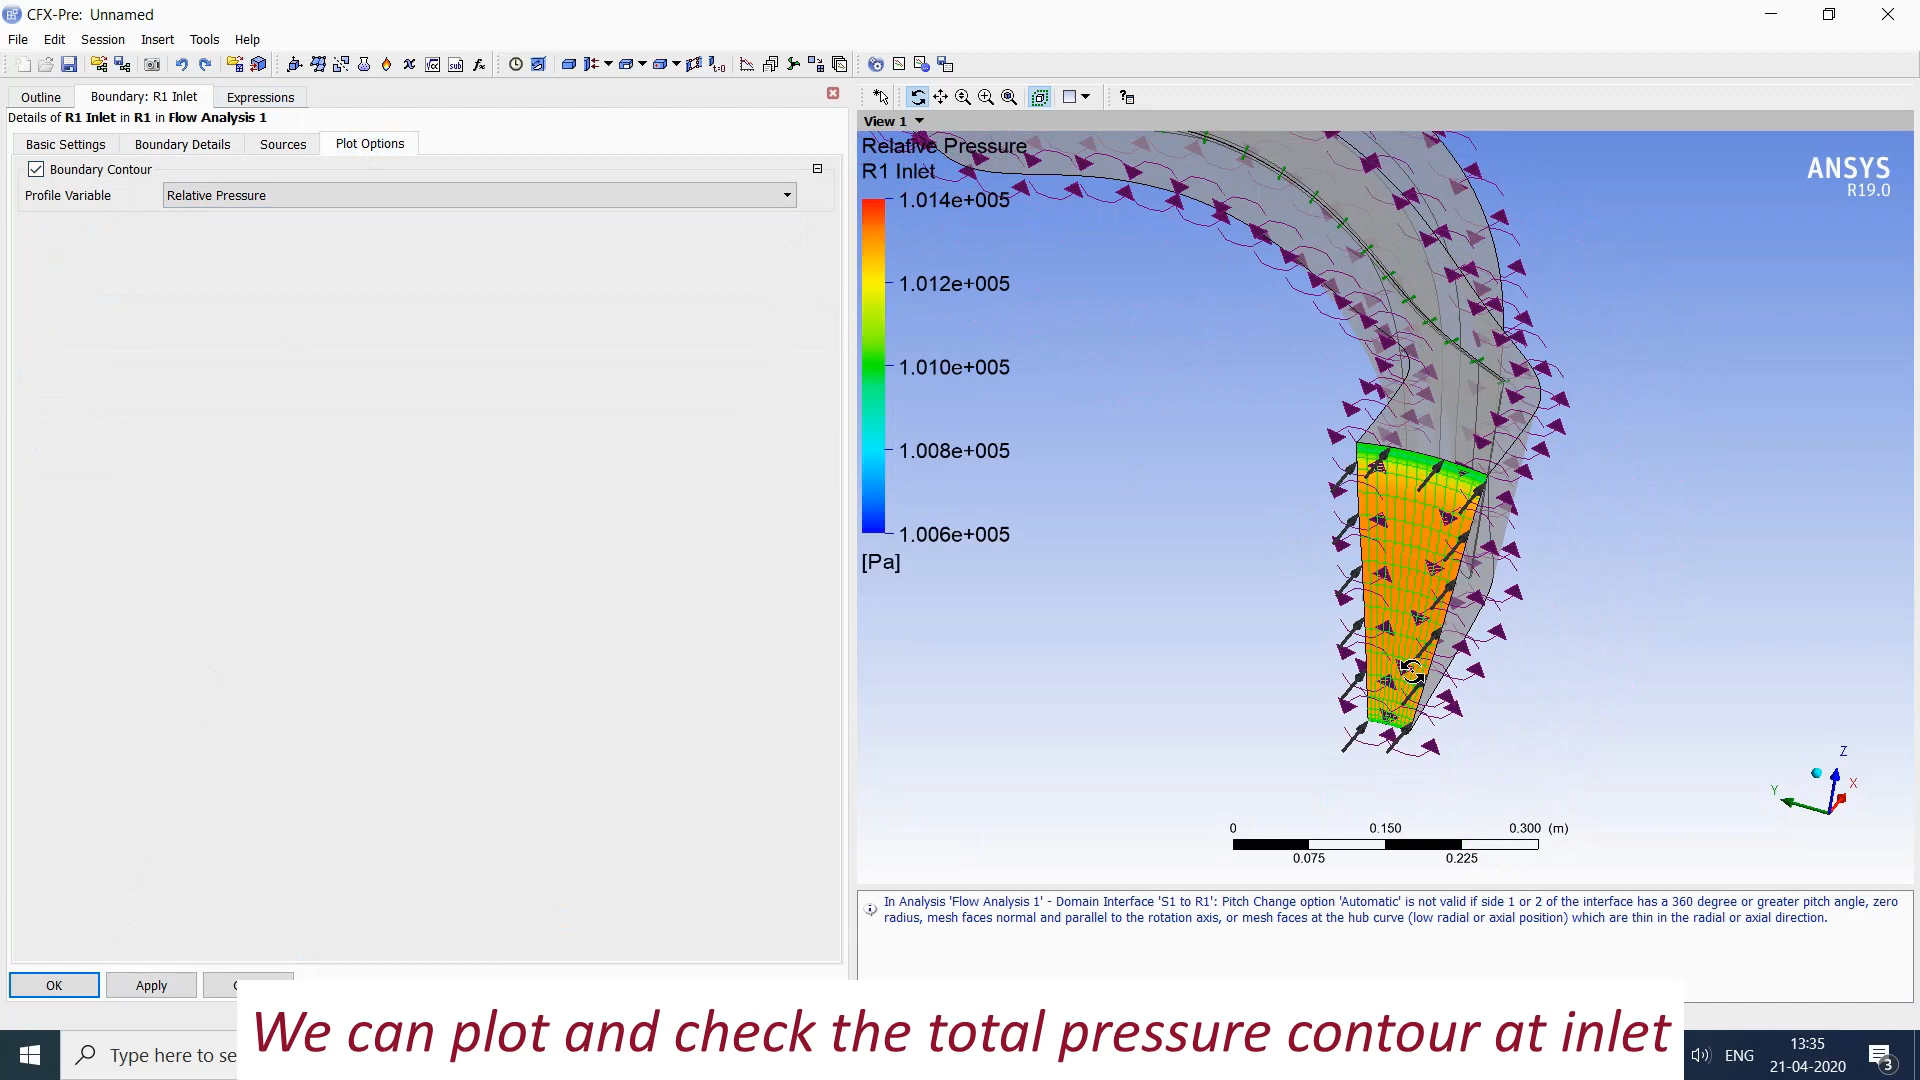 CFX-Pre: Unnamed
File Edit Session Insert Tools Help
Outline Boundary: R1 Inlet Expressions
Details of R1 Inlet in R1 in Flow Analysis 1
Basic Settings Boundary Details Sources Plot Options
Boundary Contour
Profile Variable Relative Pressure
View 1
Relative Pressure
R1 Inlet
1.014e+005
1.012e+005
1.010e+005
1.008e+005
1.006e+005
[Pa]
ANSYS
R19.0
Z
Y
X
0 0.150 0.300 (m)
0.075 0.225
In Analysis 'Flow Analysis 1' - Domain Interface 'S1 to R1': Pitch Change option 'Automatic' is not valid if side 1 or 2 of the interface has a 360 degree or greater pitch angle, zero
radius, mesh faces normal and parallel to the rotation axis, or mesh faces at the hub curve (low radial or axial position) which are thin in the radial or axial direction.
OK Apply
We can plot and check the total pressure contour at inlet
Type here to se
ENG
13:35
21-04-2020
3